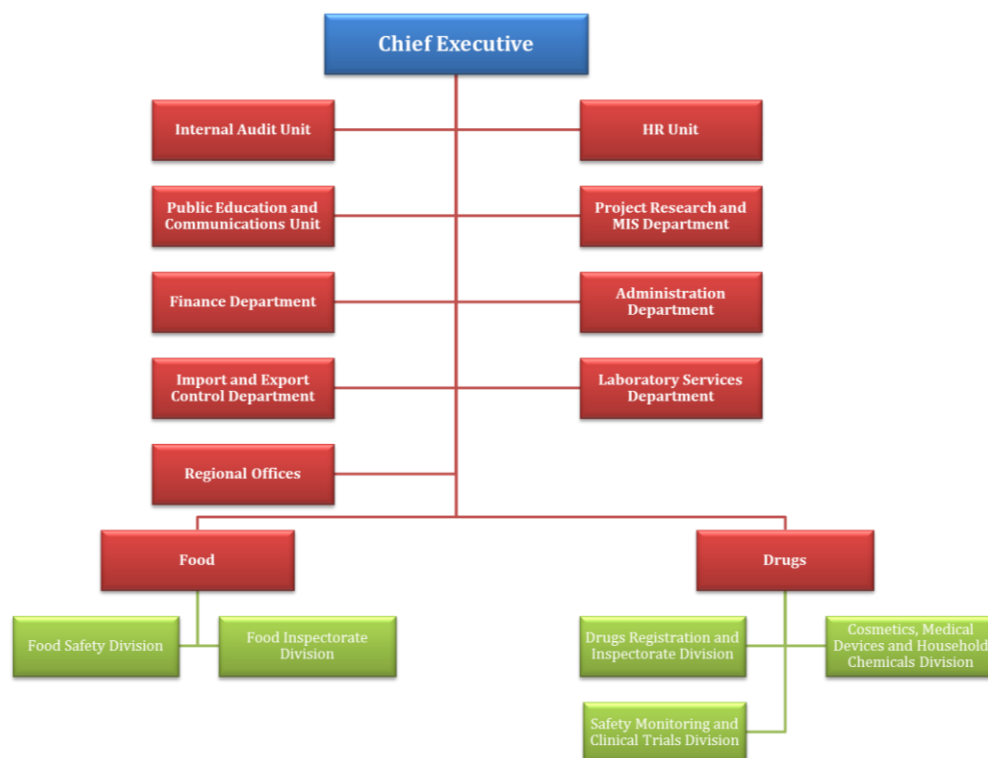 Chief Executive
Internal Audit Unit
HR Unit
Public Education and
Communications Unit
Project Research and
MIS Department
Finance Department
Administration
Department
Import and Export
Control Department
Laboratory Services
Department
Regional Offices
Food
Drugs
Food Safety Division
Food Inspectorate
Division
Drugs Registration and
Inspectorate Division
Cosmetics, Medical
Devices and Household
Chemicals Division
Safety Monitoring and
Clinical Trials Division